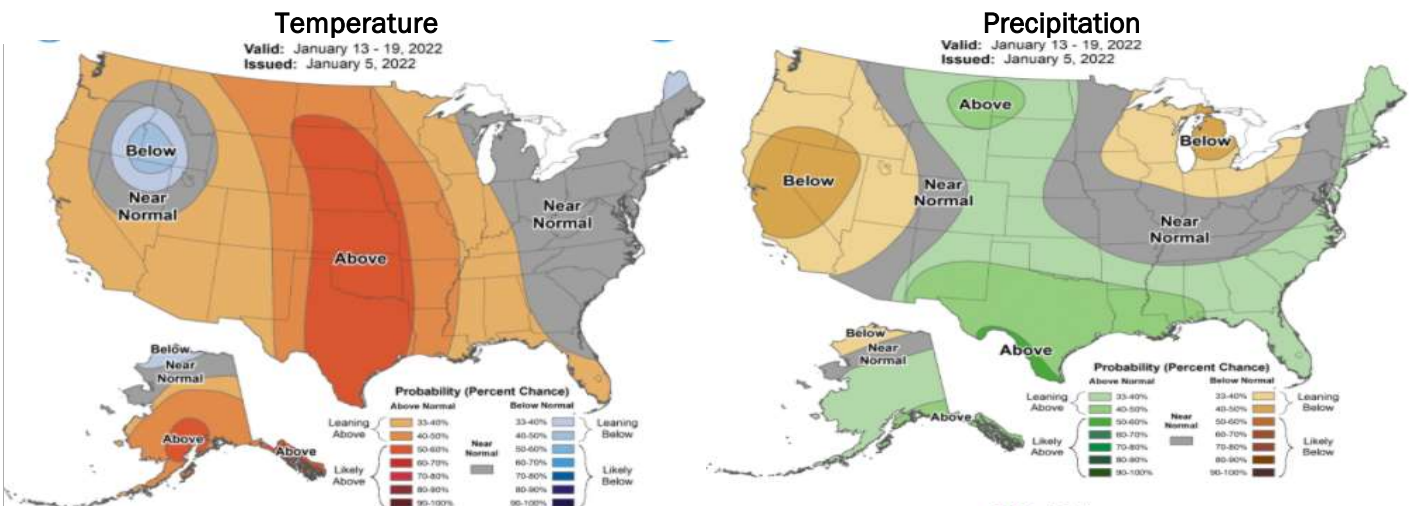 Temperature
Valid: January 13 - 19, 2022
Issued: January 5, 2022
Below
Near
Normal
Near
Normal
Above
Below
Near
Normal
Above
Above
Probability (Percent Chance)
Above Normal
Below Normal
Leaning
Above
33-40%
40-50%
50-60%
60-70%
70-80%
80-90%
90-100%
Likely
Above
Near
Normal
33-40%
40-50%
50-60%
60-70%
70-80%
80-90%
90-100%
Leaning
Below
Likely
Below
Precipitation
Valid: January 13 - 19, 2022
Issued: January 5, 2022
Above
Below
Below
Near
Normal
Near
Normal
Above
Below
Near
Normal
Above
Probability (Percent Chance)
Above Normal
Below Normal
Leaning
Above
33-40%
40-50%
50-60%
60-70%
70-80%
80-90%
90-100%
Likely
Above
Near
Normal
33-40%
40-50%
50-60%
60-70%
70-80%
80-90%
90-100%
Leaning
Below
Likely
Below